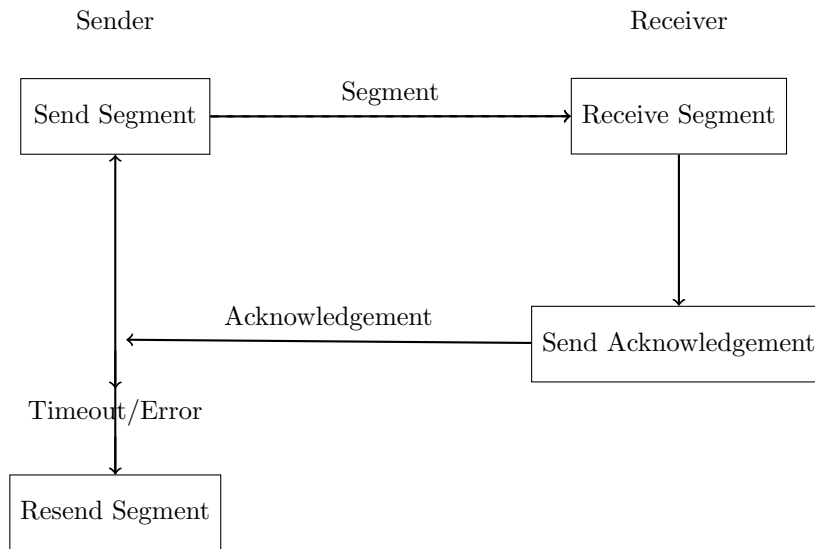 Sender
Receiver
Send Segment
Segment
Receive Segment
Acknowledgement
Send Acknowledgement
Timeout/Error
Resend Segment